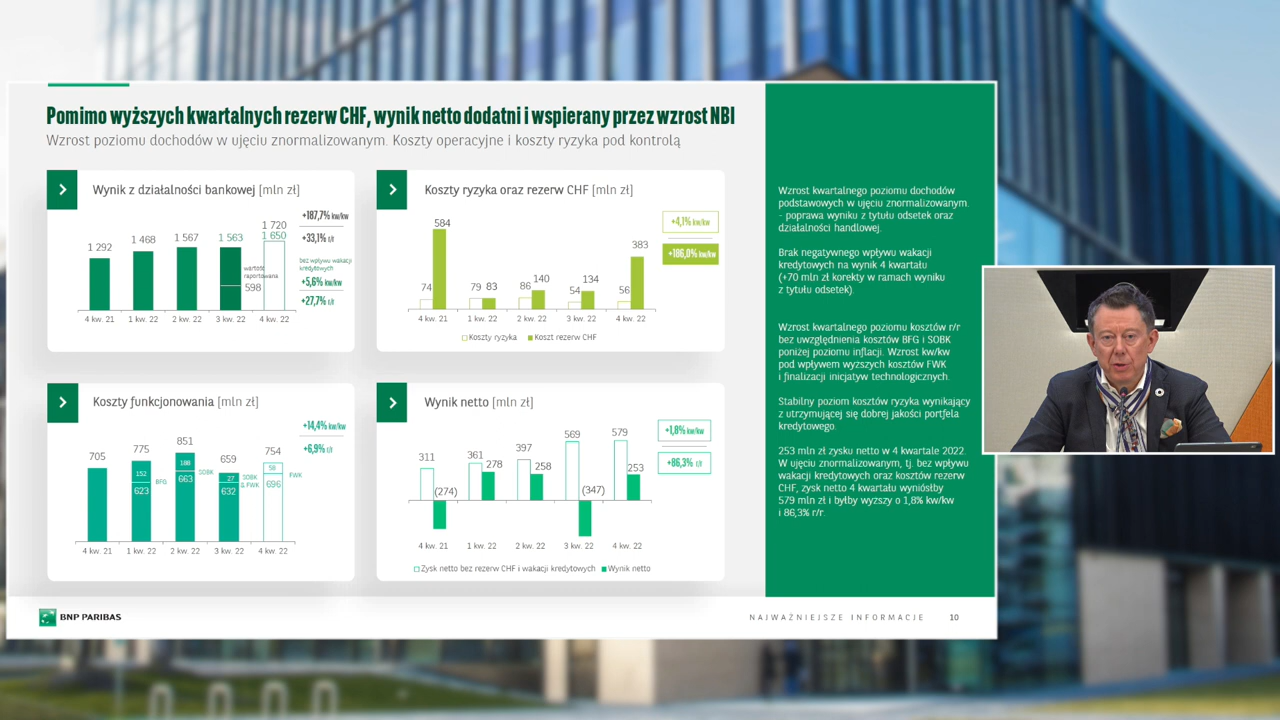 Pomimo wyższych kwartalnych rezerw CHF, wynik netto dodatni i wspierany przez wzrost NBI
Wzrost poziomu dochodów w ujęciu znormalizowanym. Koszty operacyjne i koszty ryzyka pod kontrolą
Wynik z działalności bankowej [mln zł]
1 292
1 468
1 567
1 563
1 720
1 650
598
wartość raportowana
+187,7% kw/kw
+33,1% r/r
bez wpływu wakacji
kredytowych
+5,6% kw/kw
+27,7% r/r
4 kw. 21 1 kw. 22 2 kw. 22 3 kw. 22 4 kw. 22
Koszty ryzyka oraz rezerw CHF [mln zł]
74 584
79 83
86 140
54 134
56 383
+4,1% kw/kw
+186,0% kw/kw
4 kw. 21 1 kw. 22 2 kw. 22 3 kw. 22 4 kw. 22
Koszty ryzyka Koszt rezerw CHF
Koszty funkcjonowania [mln zł]
705
775
152 BFG
623
851
188 SOBK
663
659
27 SOBK
& FWK
632
754
58 FWK
696
+14,4% kw/kw
+6,9% r/r
4 kw. 21 1 kw. 22 2 kw. 22 3 kw. 22 4 kw. 22
Wynik netto [mln zł]
311 (274)
361 278
397 258
569 (347)
579 253
+1,8% kw/kw
+86,3% r/r
4 kw. 21 1 kw. 22 2 kw. 22 3 kw. 22 4 kw. 22
Zysk netto bez rezerw CHF i wakacji kredytowych Wynik netto
Wzrost kwartalnego poziomu dochodów
podstawowych w ujęciu znormalizowanym.
- poprawa wyniku z tytułu odsetek oraz
działalności handlowej.
Brak negatywnego wpływu wakacji
kredytowych na wynik 4 kwartału
(+70 mln zł korekty w ramach wyniku
z tytułu odsetek).
Wzrost kwartalnego poziomu kosztów r/r
bez uwzględnienia kosztów BFG i SOBK
poniżej poziomu inflacji. Wzrost kw/kw
pod wpływem wyższych kosztów FWK
i finalizacji inicjatyw technologicznych.
Stabilny poziom kosztów ryzyka wynikający
z utrzymującej się dobrej jakości portfela
kredytowego.
253 mln zł zysku netto w 4 kwartale 2022.
W ujęciu znormalizowanym, tj. bez wpływu
wakacji kredytowych oraz kosztów rezerw
CHF, zysk netto 4 kwartału wyniósłby
579 mln zł i byłby wyższy o 1,8% kw/kw
i 86,3% r/r.
BNP PARIBAS
NAJWAŻNIEJSZE INFORMACJE 10